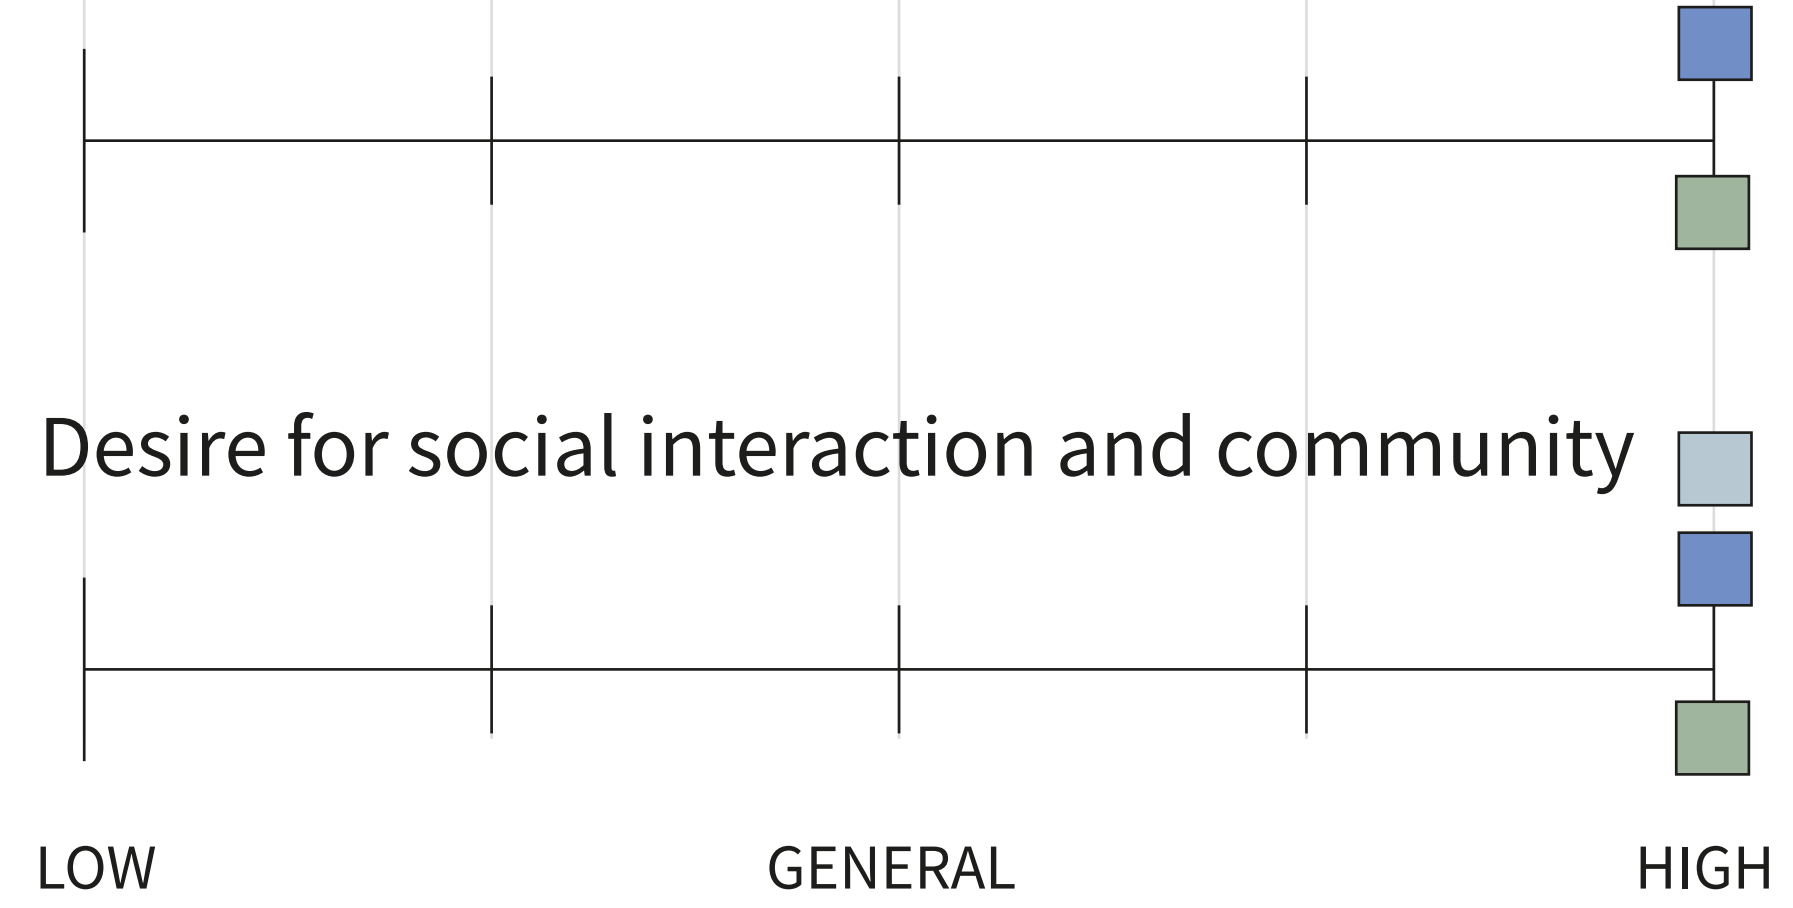 Desire for social interaction and community
LOW GENERAL HIGH